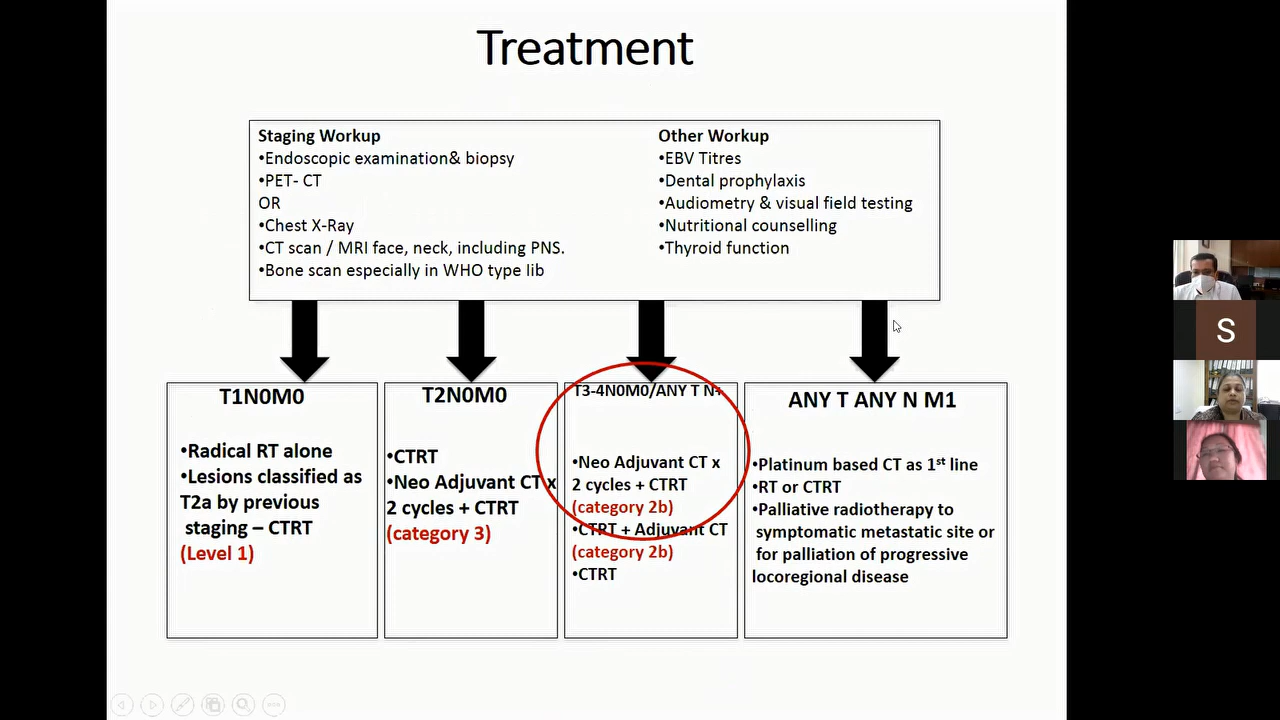 Treatment
Staging Workup
•Endoscopic examination& biopsy
•PET- CT
OR
•Chest X-Ray
•CT scan / MRI face, neck, including PNS.
•Bone scan especially in WHO type lib
Other Workup
•EBV Titres
•Dental prophylaxis
•Audiometry & visual field testing
•Nutritional counselling
•Thyroid function
T1N0M0
•Radical RT alone
•Lesions classified as
T2a by previous
staging – CTRT
(Level 1)
T2N0M0
•CTRT
•Neo Adjuvant CT x
2 cycles + CTRT
(category 3)
T3-4N0M0/ANY T N+
•Neo Adjuvant CT x
2 cycles + CTRT
(category 2b)
•CTRT + Adjuvant CT
(category 2b)
•CTRT
ANY T ANY N M1
•Platinum based CT as 1st line
•RT or CTRT
•Palliative radiotherapy to
symptomatic metastatic site or
for palliation of progressive
locoregional disease
S